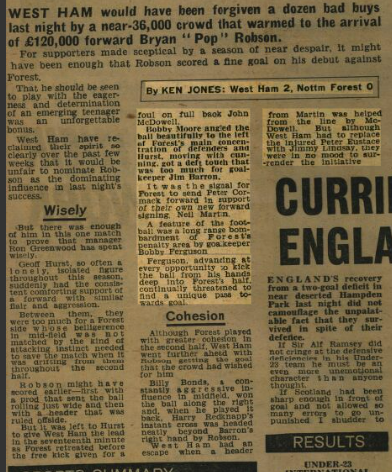 WEST HAM would have been forgiven a dozen bad buys
last night by a near-36,000 crowd that warmed to the arrival
of £120,000 forward Bryan "Pop" Robson.
For supporters made sceptical by a season of near despair, it might
have been enough that Robson scored a fine goal on his debut against
Forest.
That he should be seen
to play with the eager-
ness and determination
of an emerging teenager
was an unforgettable
bonus.
West Ham have re-
claimed their spirit so
clearly over the past few
weeks that it would be
unfair to nominate Rob-
son as the dominating
influence in last night's
success.
Wisely
But there was enough
of him in this one match
to prove that manager
Ron Greenwood has spent
wisely.
Geoff Hurst, so often a
lonely, isolated figure
throughout this season,
suddenly had the consis-
tent comforting support of
a forward with similar
flair and aggression.
Between them, they
were too much for a Forest
side whose belligerence
in mid-field was not
matched by the kind of
attacking instinct needed
to save the match when it
was drifting from them
throughout the second
half.
Robson might have
scored earlier—first with
a prod that sent the ball
rolling just wide and then
with a header that was
ruled offside.
But it was left to Hurst
to give West Ham the lead
in the seventeenth minute
as Forest retreated before
the free kick given for a
By KEN JONES: West Ham 2, Nottm Forest 0
foul on full back John
McDowell.
Bobby Moore angled the
ball beautifully to the left
of Forest's main concen-
tration of defenders and
Hurst, moving with cun-
ning, got a deft touch that
was too much for goal-
keeper Jim Barron.
It was the signal for
Forest to send Peter Cor-
mack forward in support
of their own new forward
signing, Neil Martin.
A feature of the foot-
ball was a long range bom-
bardment of Forest's
penalty area by goalkeeper
Bobby Ferguson.
Ferguson, advancing at
every opportunity to kick
the ball from his hands
deep into Forest's half,
continually threatened to
find a unique pass to-
wards goal.
Cohesion
Although Forest played
with greater cohesion in
the second half, West Ham
went further ahead with
Robson getting the goal
that the crowd had wished
for him
Billy Bonds, a con-
stantly aggressive in-
fluence in midfield, won
the ball along the right
and, when he played it
back, Harry Redknapp's
instant cross was headed
neatly beyond Barron's
right hand by Robson.
West Ham had an
escape when a header
from Martin was helped
from the line by Mc-
Dowell. But although
West Ham had to replace
the injured Peter Eustace
with Jimmy Lindsay, they
were in no mood to sur-
render the initiative
CURRI
ENGLA
ENGLAND'S recovery
from a two-goal deficit in
near deserted Hampden
Park last night did not
camouflage the unpalat-
able fact that they sur-
vived in spite of their
defence.
If Sir Alf Ramsey did
not cringe at the defensive
deficiencies in his Under-
23 team he must be of
even more unemotional
character than anyone
thought.
If Scotland had been
sharp enough in front of
goal and not allowed so
many errors to go un-
punished I shudder to
RESULTS
UNDER-23